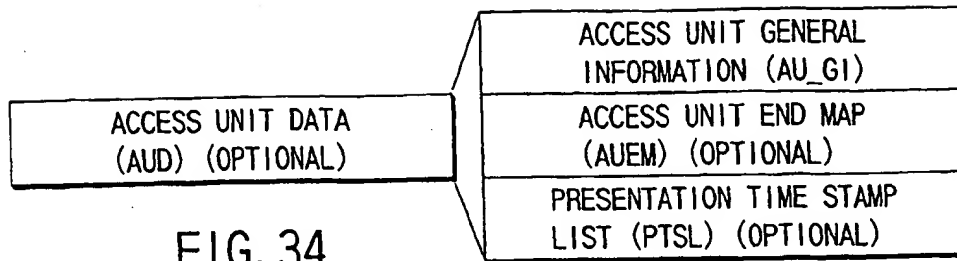 ACCESS UNIT DATA
(AUD) (OPTIONAL)
ACCESS UNIT GENERAL
INFORMATION (AU_GI)
ACCESS UNIT END MAP
(AUEM) (OPTIONAL)
PRESENTATION TIME STAMP
LIST (PTSL) (OPTIONAL)
FIG. 34